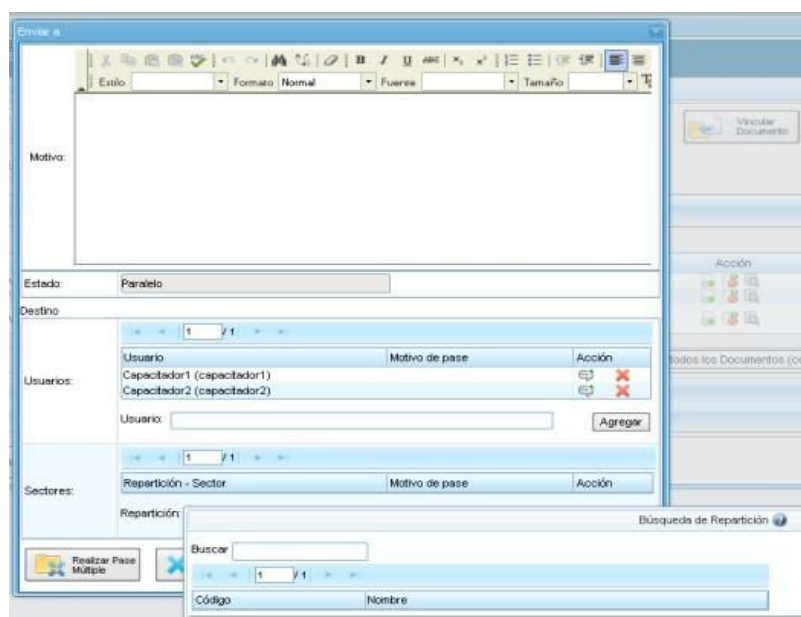 Enviar a
Estilo
Formato Normal
Fuente
Tamaño
Motivo:
Vincular
Documento
Acción
Estado: Paralelo
Destino
1 / 1
Usuario Motivo de pase Acción
Capacitador1 (capacitador1)
Capacitador2 (capacitador2)
Usuarios:
Usuario: Agregar
todos los Documentos
1 / 1
Repartición - Sector Motivo de pase Acción
Sectores:
Repartición:
Búsqueda de Repartición
Realizar Pase
Múltiple
Buscar
1 / 1
Código Nombre